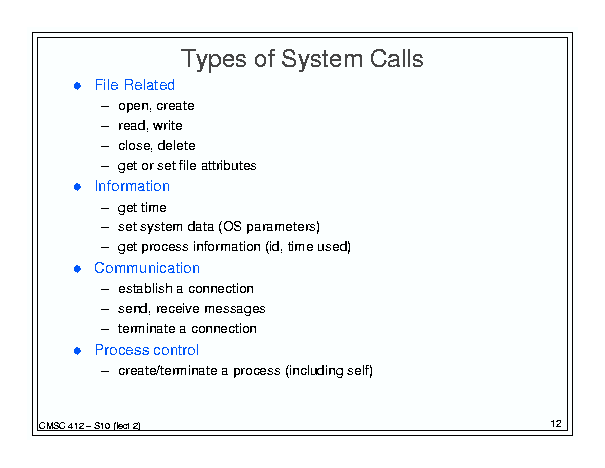 Types of System Calls
● File Related
– open, create
– read, write
– close, delete
– get or set file attributes
● Information
– get time
– set system data (OS parameters)
– get process information (id, time used)
● Communication
– establish a connection
– send, receive messages
– terminate a connection
● Process control
– create/terminate a process (including self)
CMSC 412 – S10 (lect 2)
12